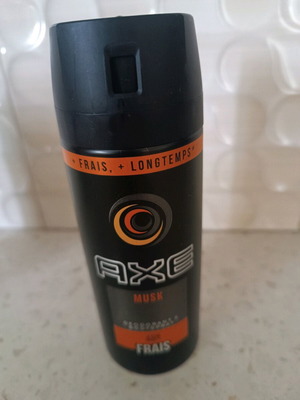 + FRAIS, + LONGTEMPS*
AXE
MUSK
FRAIS